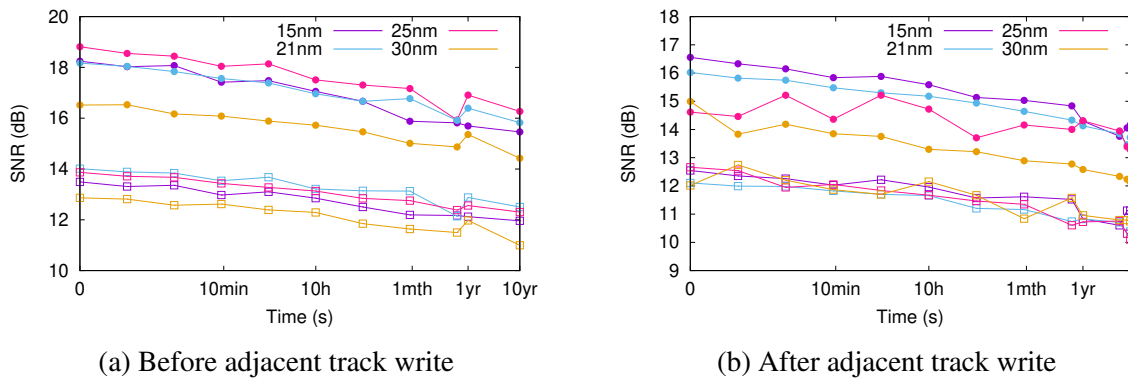 20
18
16
14
12
10
SNR (dB)
15nm
21nm
25nm
30nm
0
10min
10h
1mth
1yr
10yr
Time (s)
(a) Before adjacent track write
18
17
16
15
14
13
12
11
10
9
SNR (dB)
15nm
21nm
25nm
30nm
0
10min
10h
1mth
1yr
Time (s)
(b) After adjacent track write